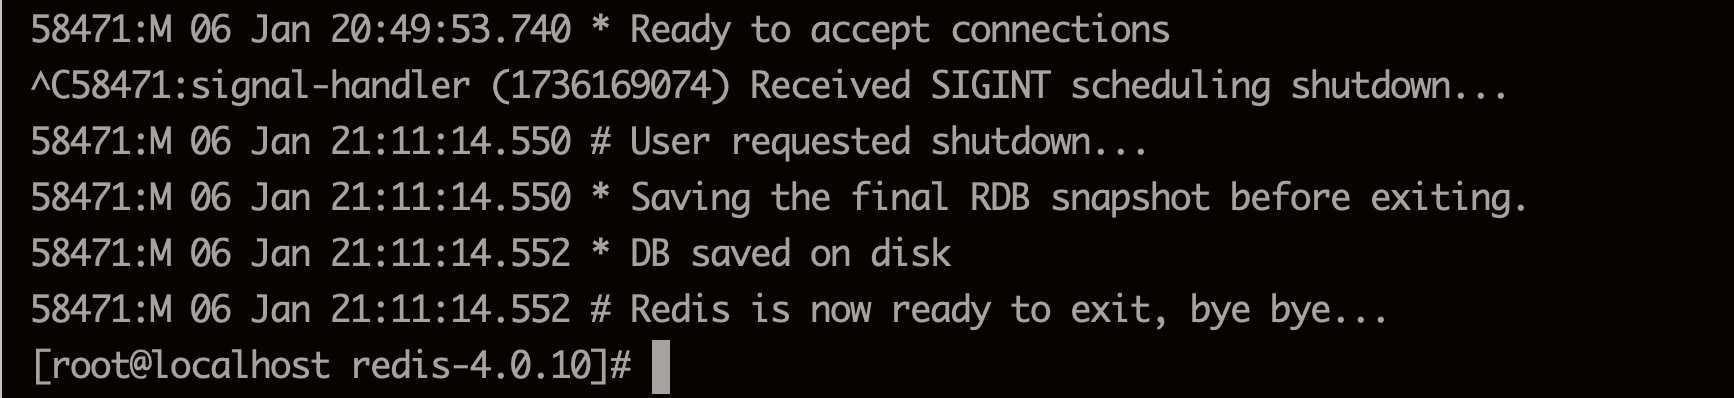 58471:M 06 Jan 20:49:53.740 * Ready to accept connections
^C58471:signal-handler (1736169074) Received SIGINT scheduling shutdown...
58471:M 06 Jan 21:11:14.550 # User requested shutdown...
58471:M 06 Jan 21:11:14.550 * Saving the final RDB snapshot before exiting.
58471:M 06 Jan 21:11:14.552 * DB saved on disk
58471:M 06 Jan 21:11:14.552 # Redis is now ready to exit, bye bye...
[root@localhost redis-4.0.10]#